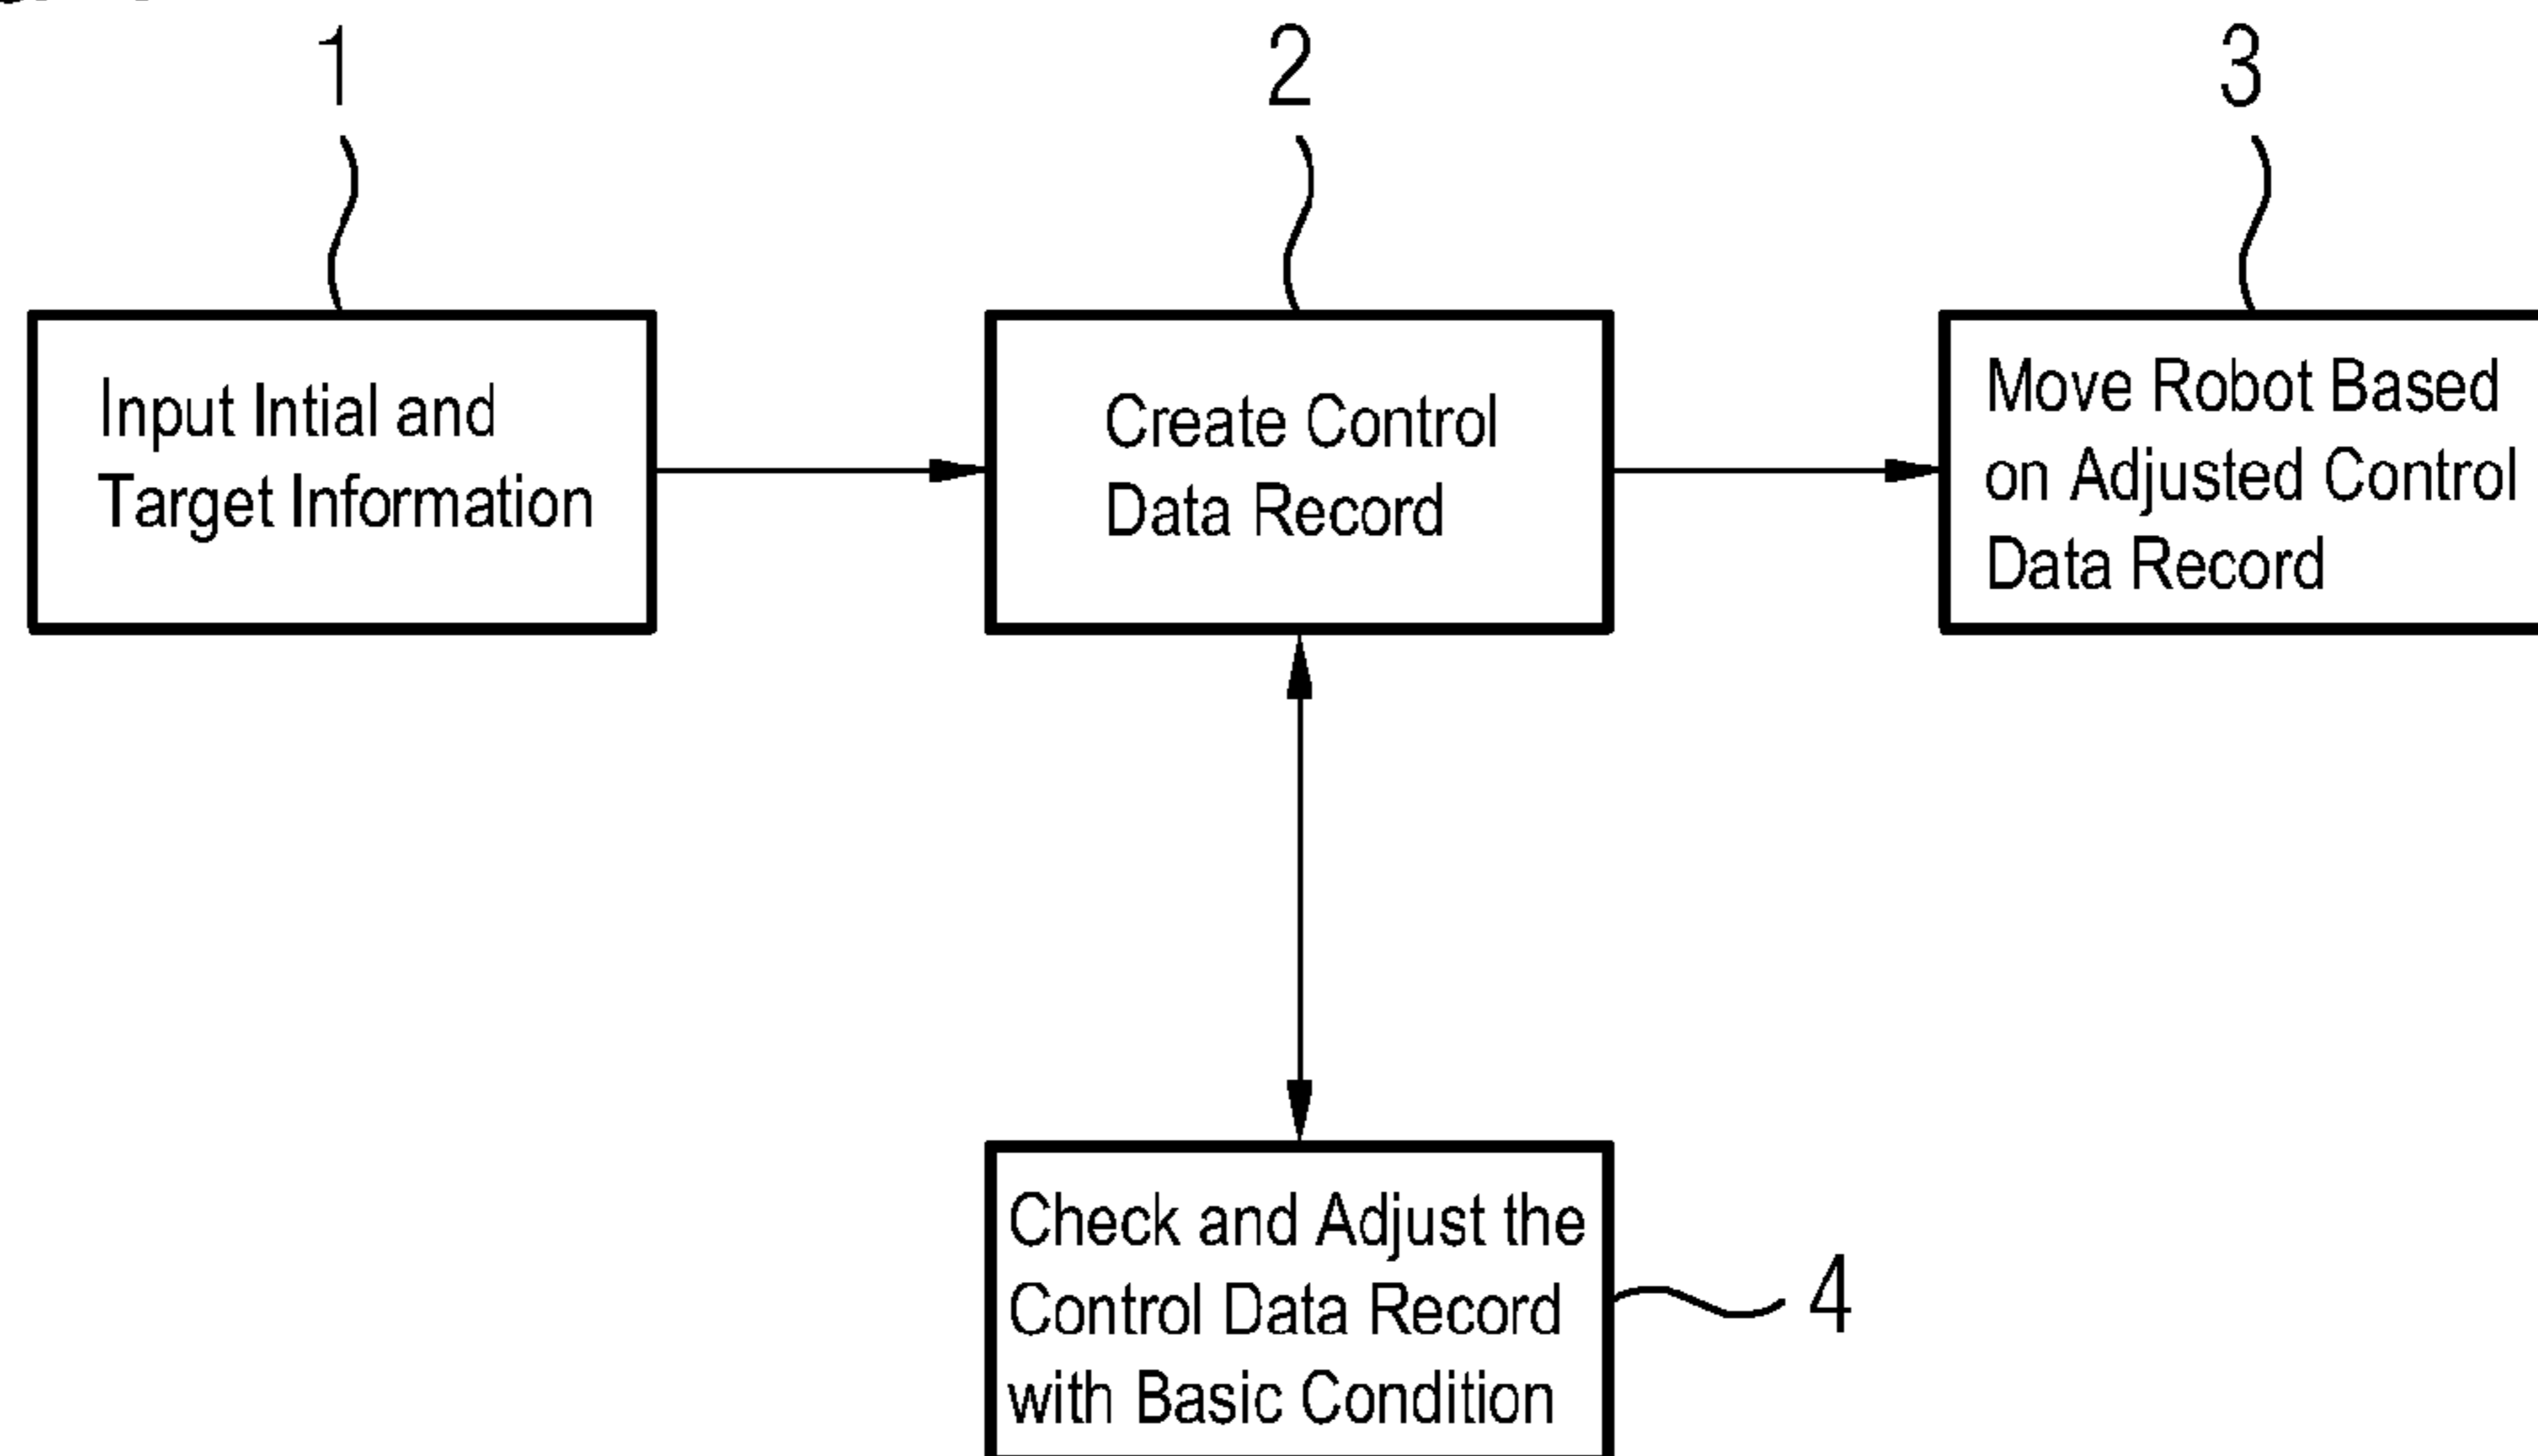 1
2
3
Input Intial and
Target Information
Create Control
Data Record
Move Robot Based
on Adjusted Control
Data Record
Check and Adjust the
Control Data Record
with Basic Condition
4